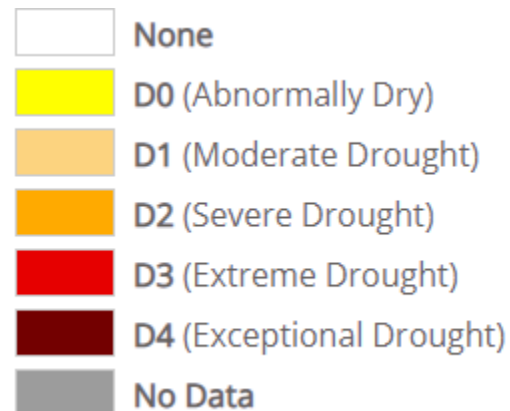 None
D0 (Abnormally Dry)
D1 (Moderate Drought)
D2 (Severe Drought)
D3 (Extreme Drought)
D4 (Exceptional Drought)
No Data